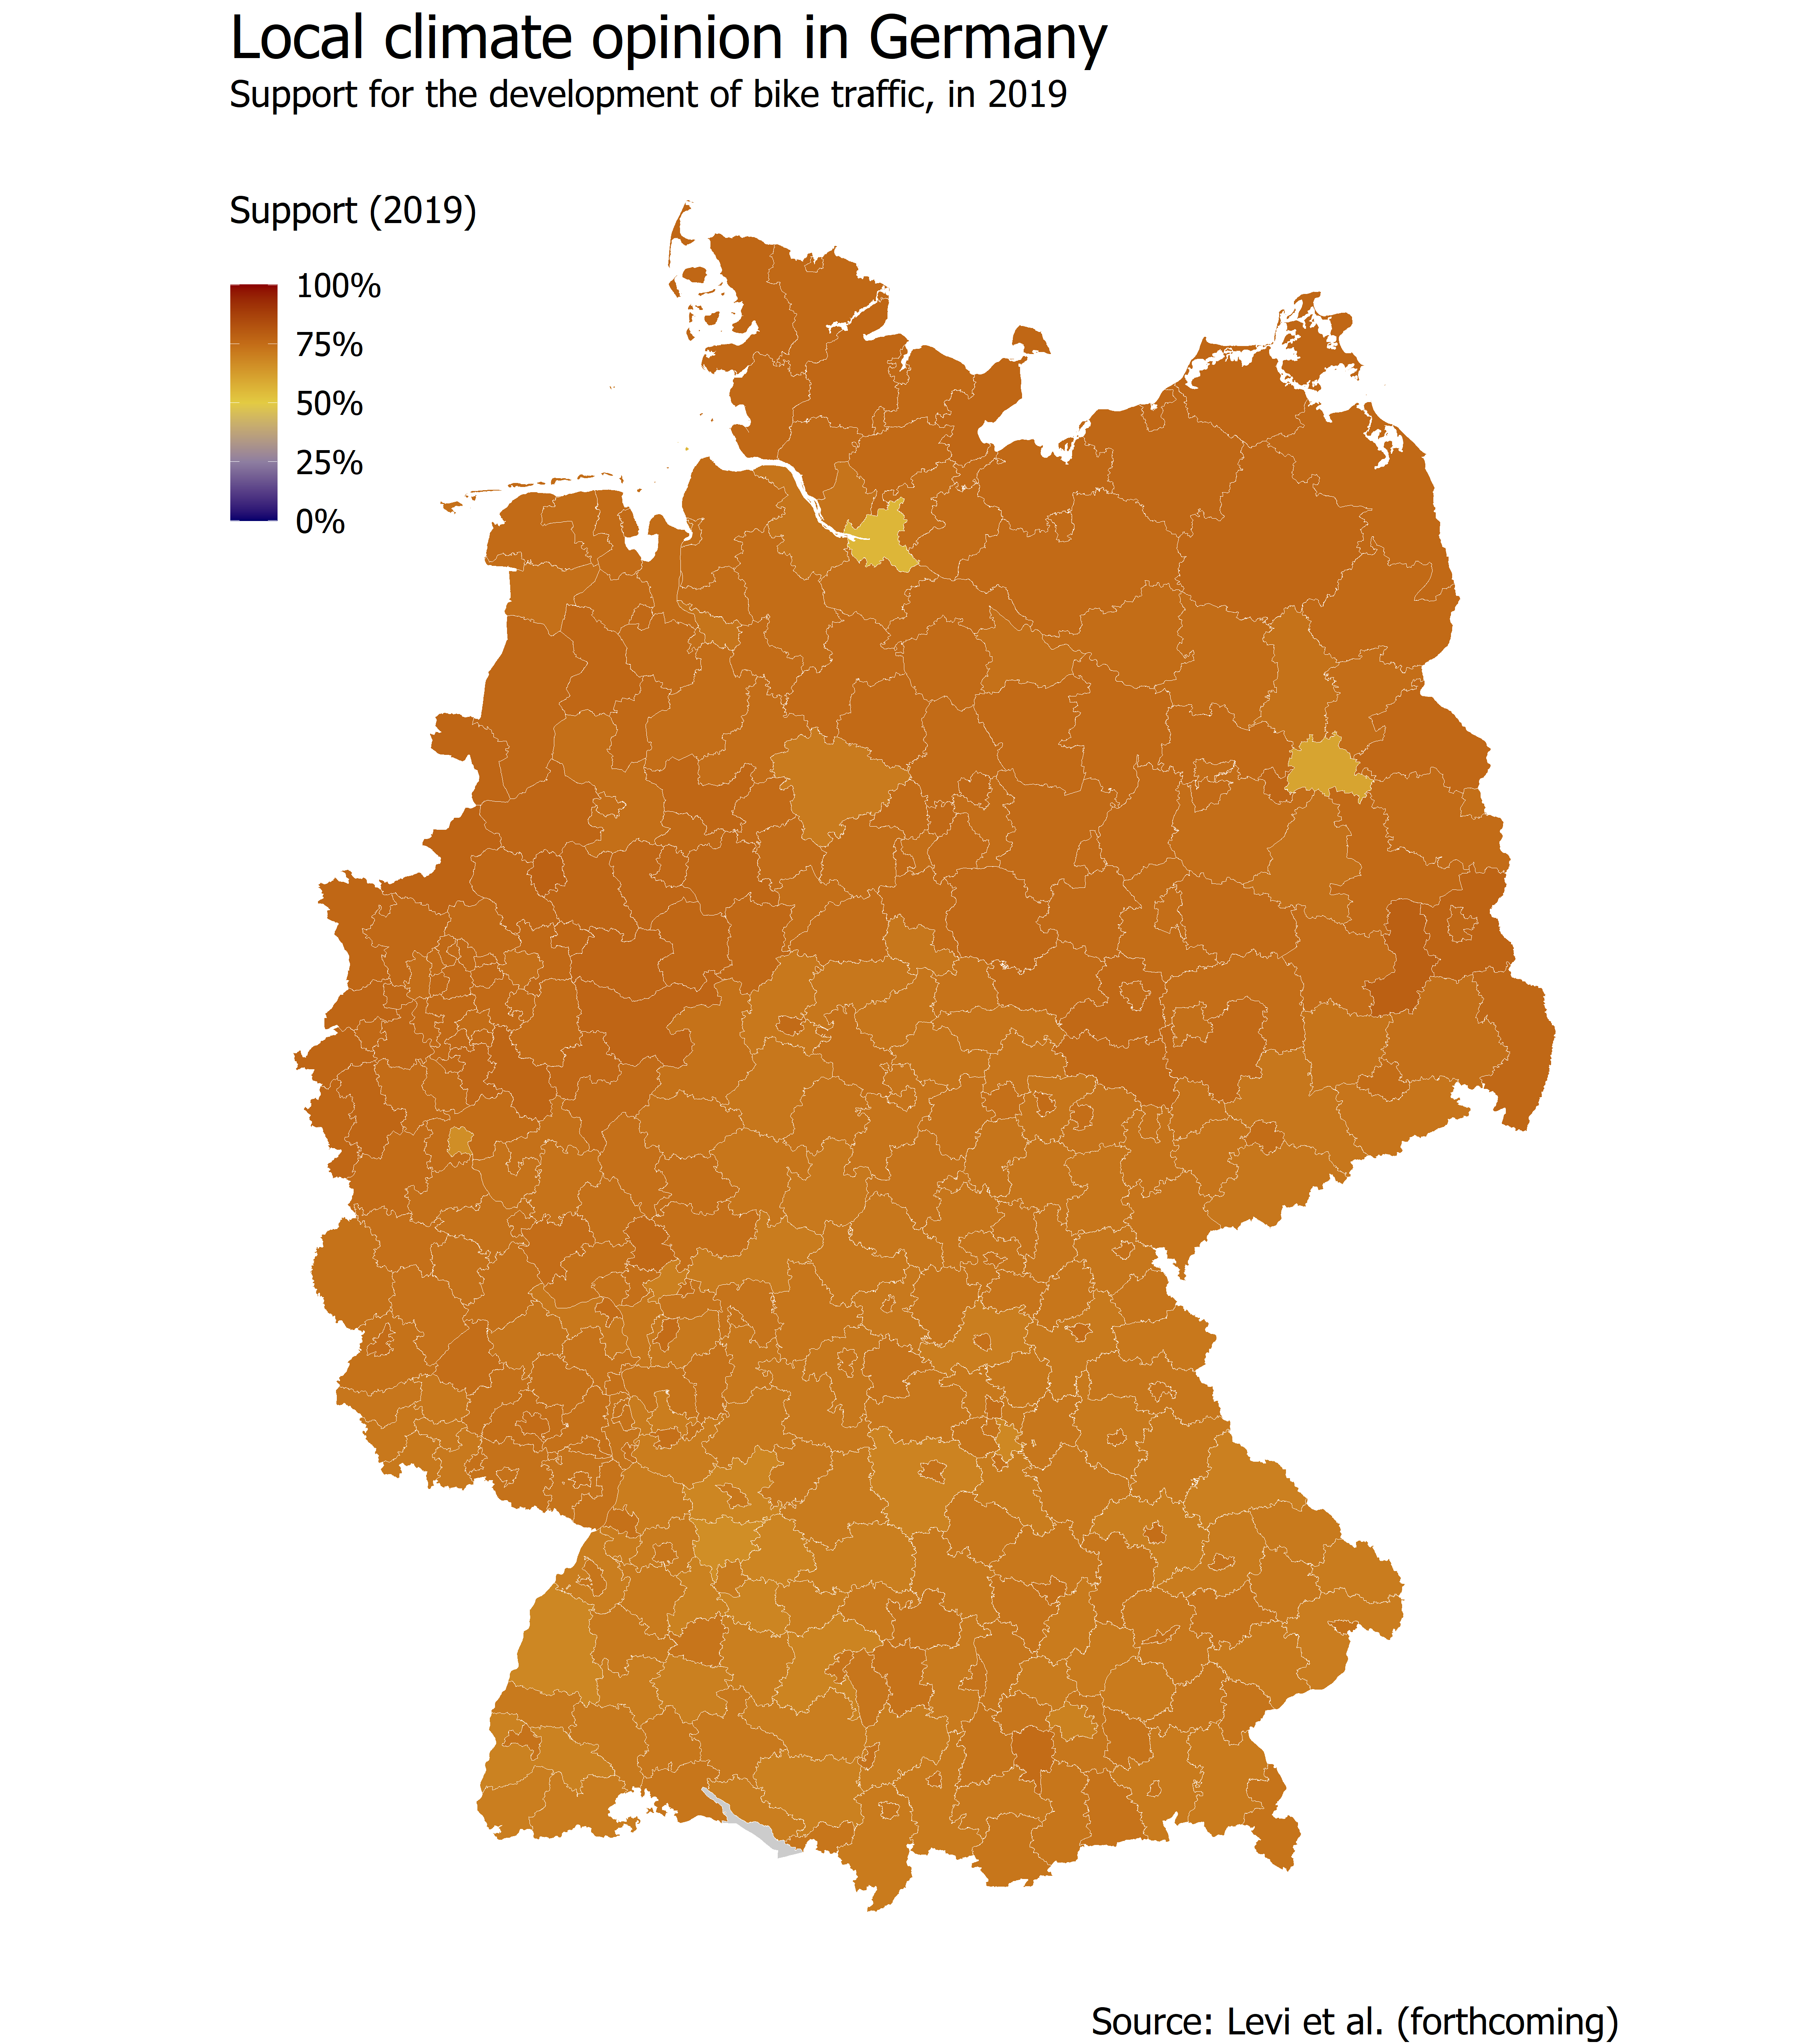 Local climate opinion in Germany
Support for the development of bike traffic, in 2019
Support (2019)
100%
75%
50%
25%
0%
Source: Levi et al. (forthcoming)